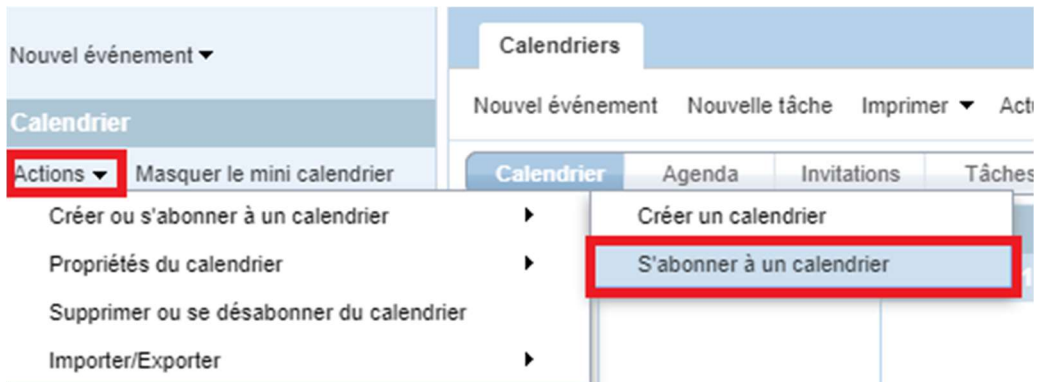 Nouvel événement
Calendriers
Nouvel événement Nouvelle tâche Imprimer
Calendrier
Actions Masquer le mini calendrier
Calendrier Agenda Invitations Tâches
Créer ou s'abonner à un calendrier
Créer un calendrier
Propriétés du calendrier
S'abonner à un calendrier
Supprimer ou se désabonner du calendrier
Importer/Exporter